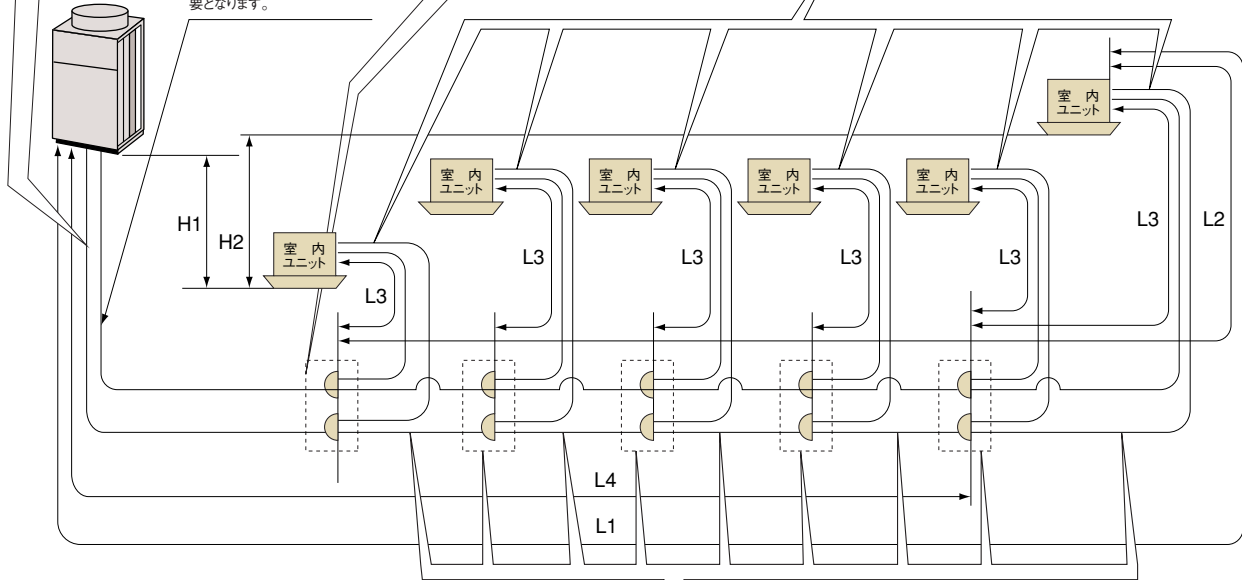 要となります。
室 内
ユニット
L3
L2
室 内
ユニット
室 内
ユニット
室 内
ユニット
室 内
ユニット
H1
H2
室 内
ユニット
L3
L3
L3
L3
L3
L4
L1